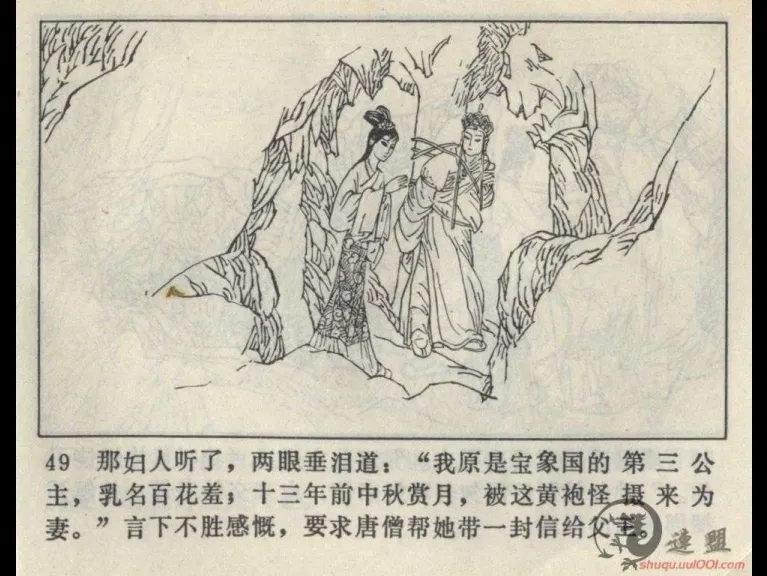 49 那妇人听了，两眼垂泪道：“我原是宝象国的第三公
主，乳名百花羞；十三年前中秋赏月，被这黄袍怪摄来为
妻。”言下不胜感慨，要求唐僧帮她带一封信给父王。
連盟
shuqu.uu1001.com